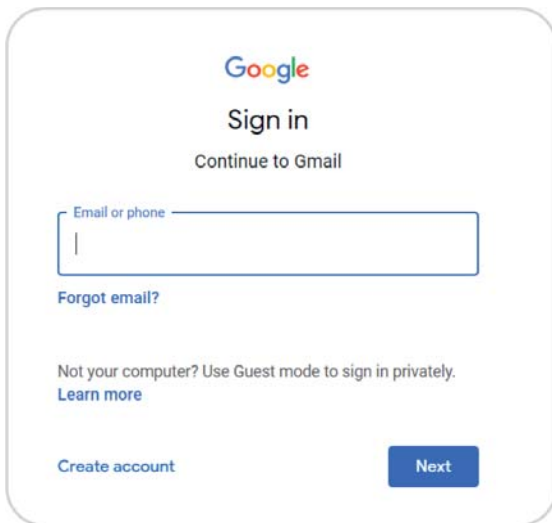 Google
Sign in
Continue to Gmail
Email or phone
Forgot email?
Not your computer? Use Guest mode to sign in privately.
Learn more
Create account
Next